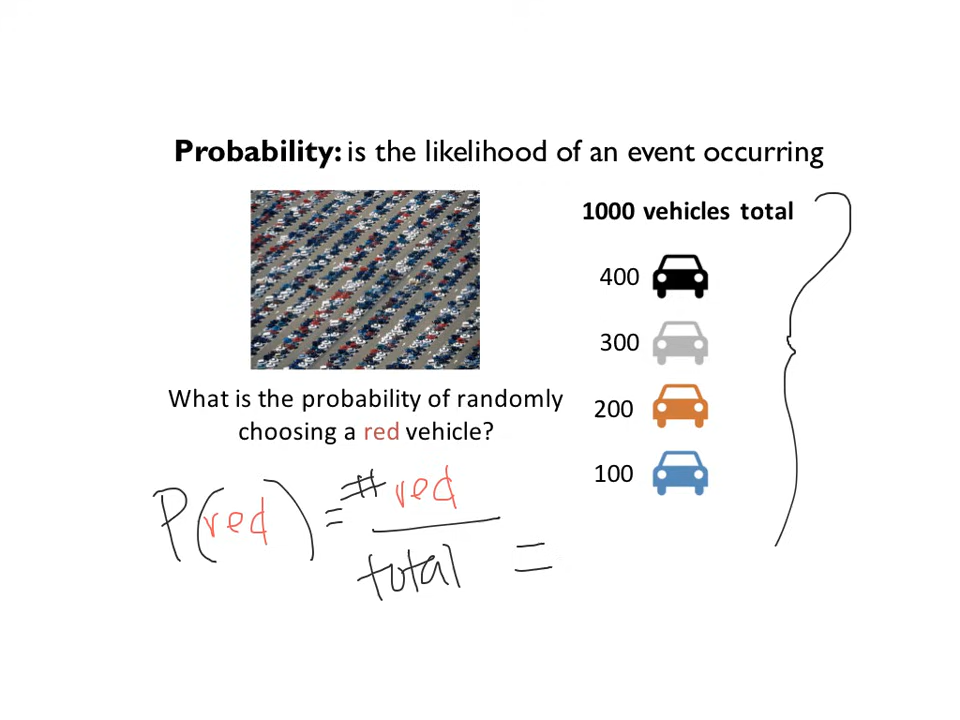 Probability: is the likelihood of an event occurring
1000 vehicles total
400
300
200
100
What is the probability of randomly
choosing a red vehicle?
P(red) = # red / total =